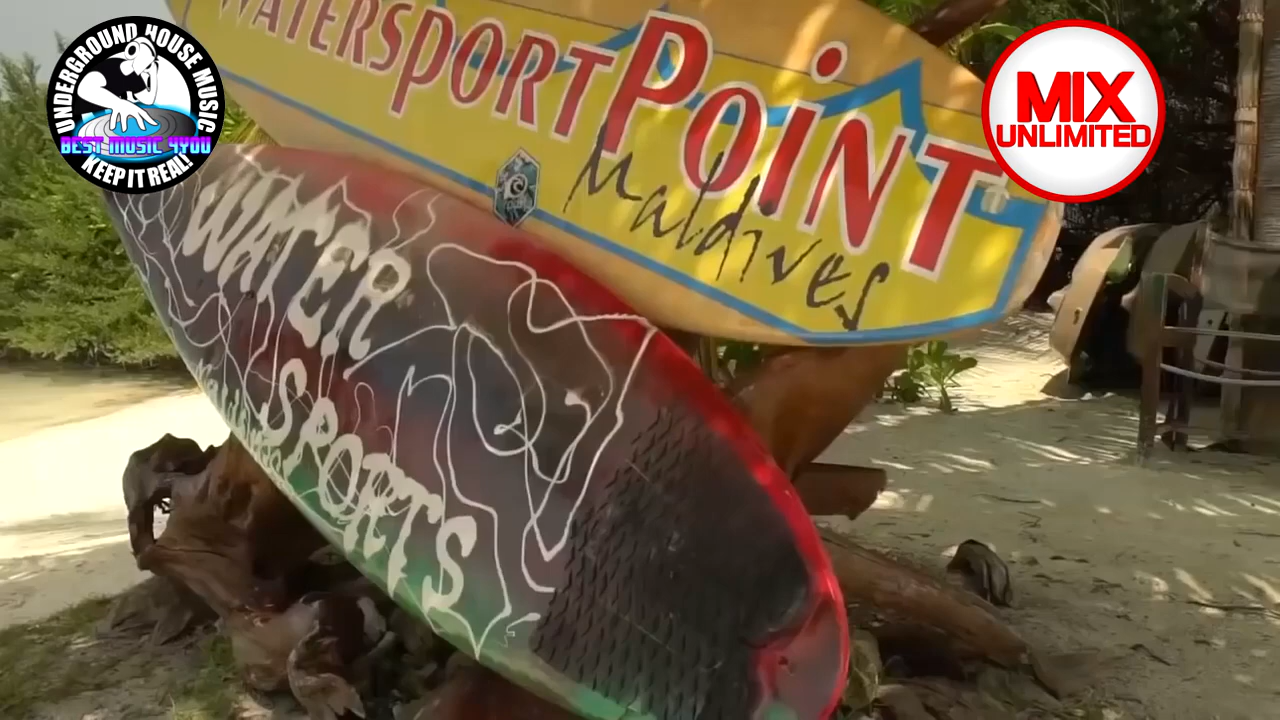 UNDERGROUND HOUSE MUSIC
BEST MUSIC 4YOU
KEEP IT REAL!
MIX
UNLIMITED
WATERSPORT POINT
Maldives
WATER
SPORTS